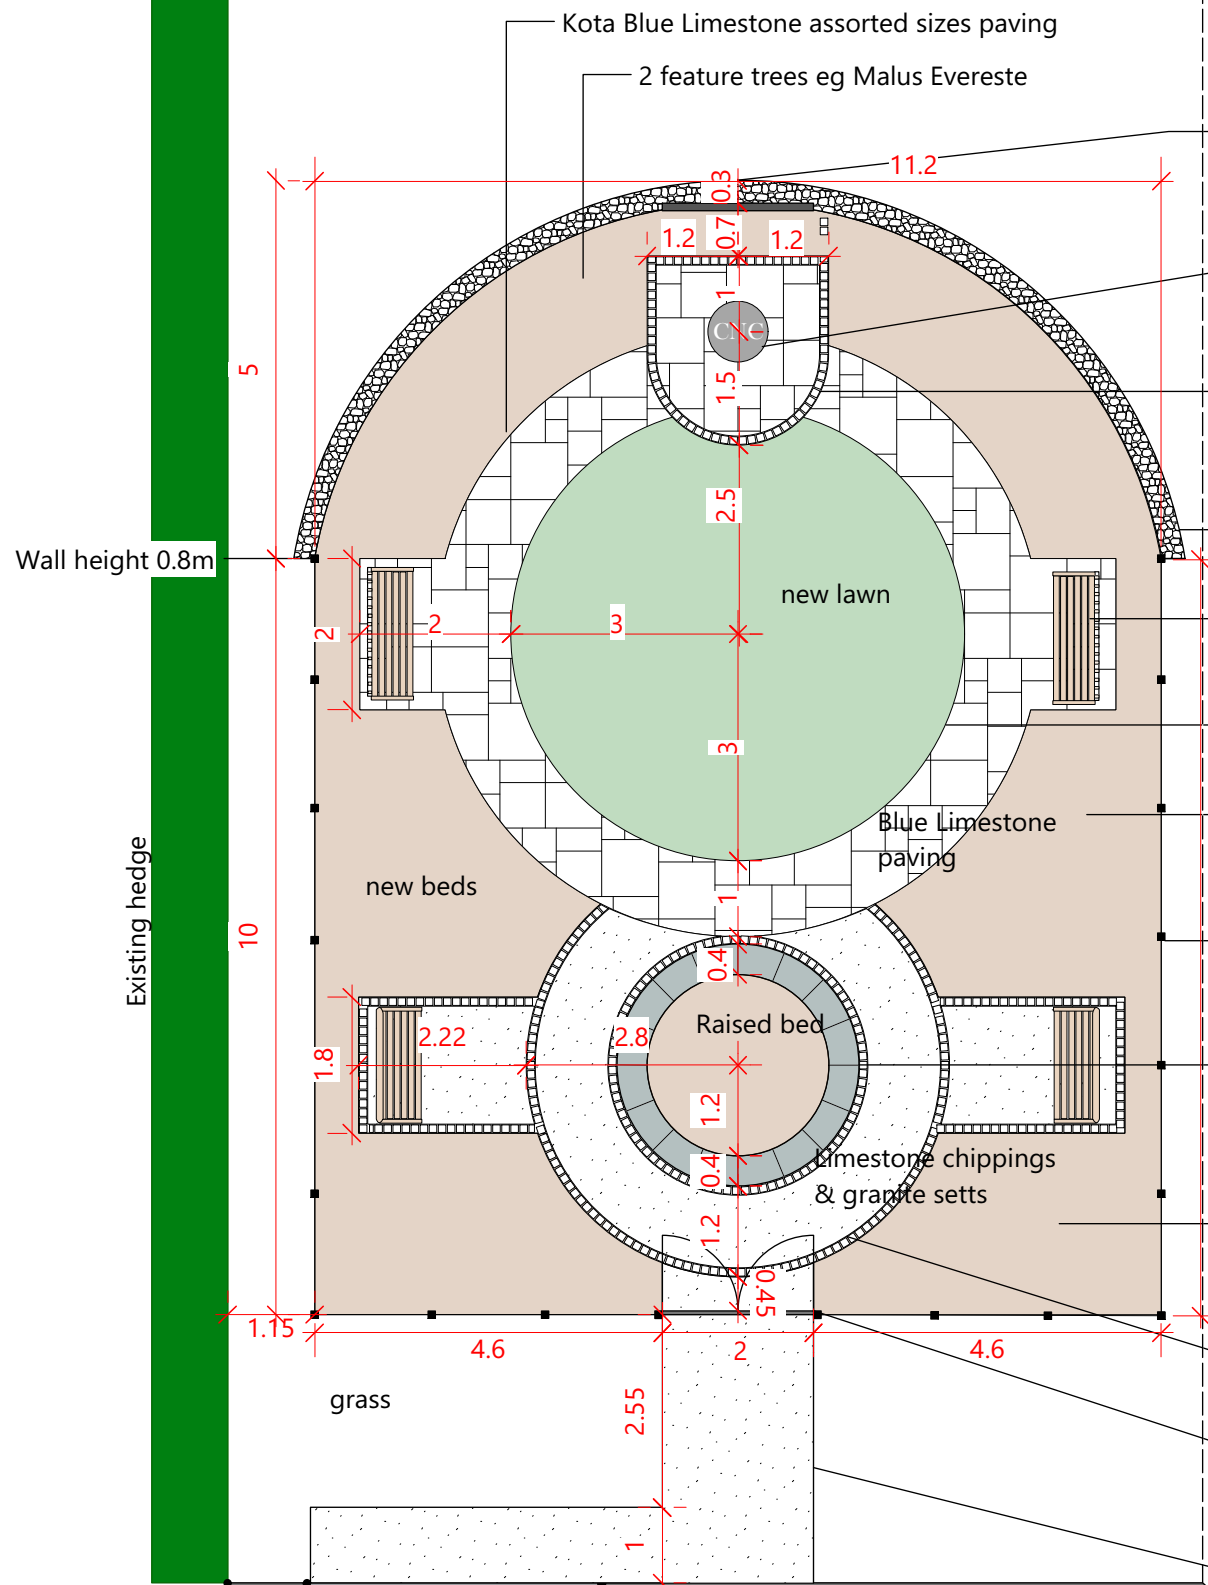 Kota Blue Limestone assorted sizes paving
2 feature trees eg Malus Evereste
11.2
0.3
0.7
1.2
1.2
1
CNC
5
1.5
2.5
Wall height 0.8m
new lawn
2
2
3
3
Blue Limestone
paving
new beds
1
Existing hedge
10
0.4
Raised bed
2.22
2.8
1.8
1.2
0.4
Limestone chippings
& granite setts
1.2
0.45
1.15
4.6
2
4.6
grass
2.55
1